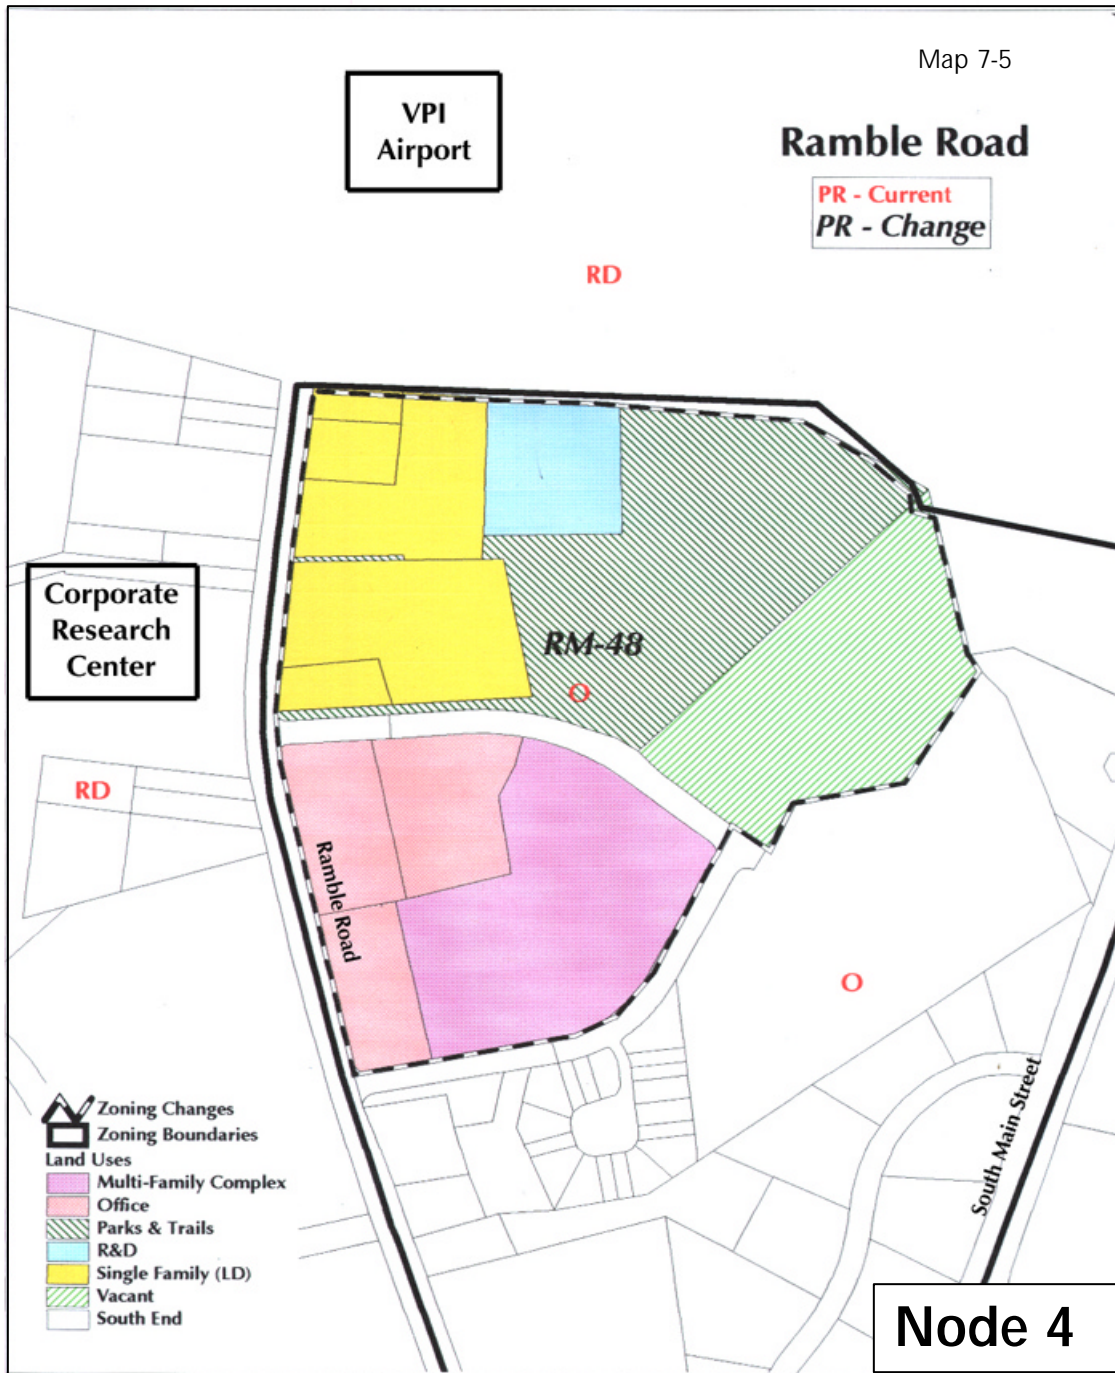 Map 7-5
VPI
Airport
Ramble Road
PR - Current
PR - Change
RD
Corporate
Research
Center
RM-48
O
RD
Ramble Road
O
South Main Street
Zoning Changes
Zoning Boundaries
Land Uses
Multi-Family Complex
Office
Parks & Trails
R&D
Single Family (LD)
Vacant
South End
Node 4